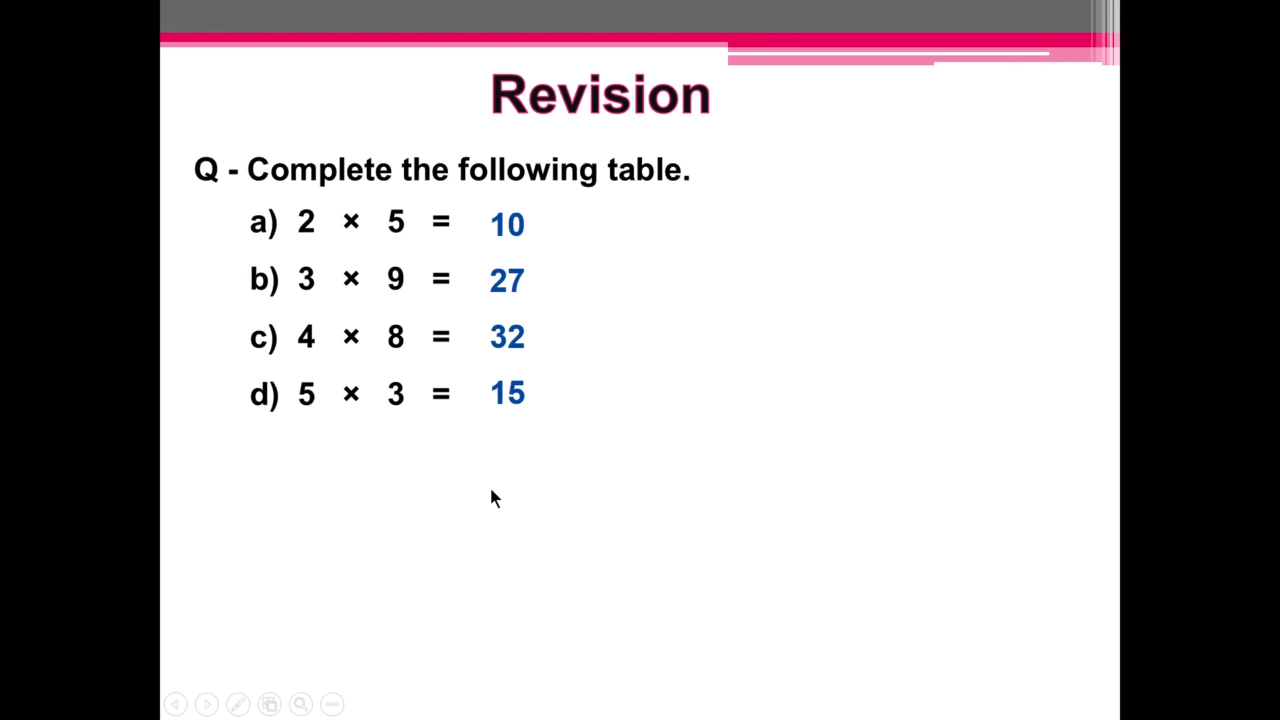 Revision
Q - Complete the following table.
a) 2 × 5 = 10
b) 3 × 9 = 27
c) 4 × 8 = 32
d) 5 × 3 = 15